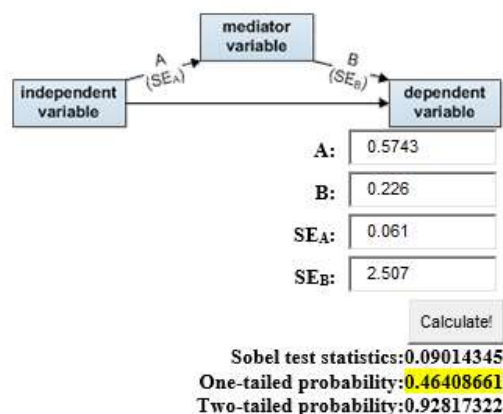 mediator
variable
A
(SEA)
B
(SEB)
independent
variable
dependent
variable
A: 0.5743
B: 0.226
SEA: 0.061
SEB: 2.507
Calculate!
Sobel test statistics:0.09014345
One-tailed probability:0.46408661
Two-tailed probability:0.92817322